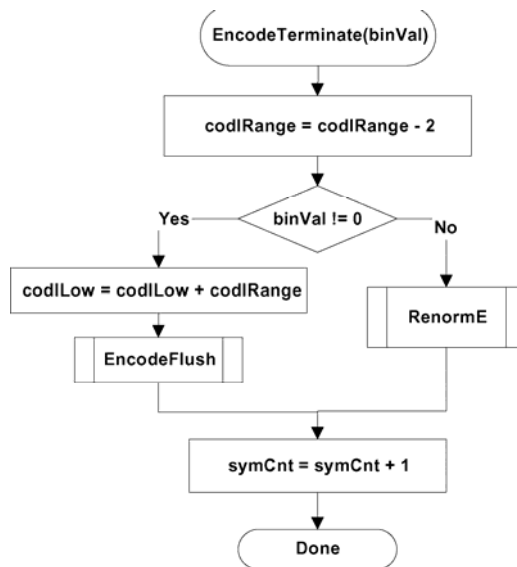 EncodeTerminate(binVal)
codIRange = codIRange - 2
binVal != 0
Yes
No
codILow = codILow + codIRange
RenormE
EncodeFlush
symCnt = symCnt + 1
Done